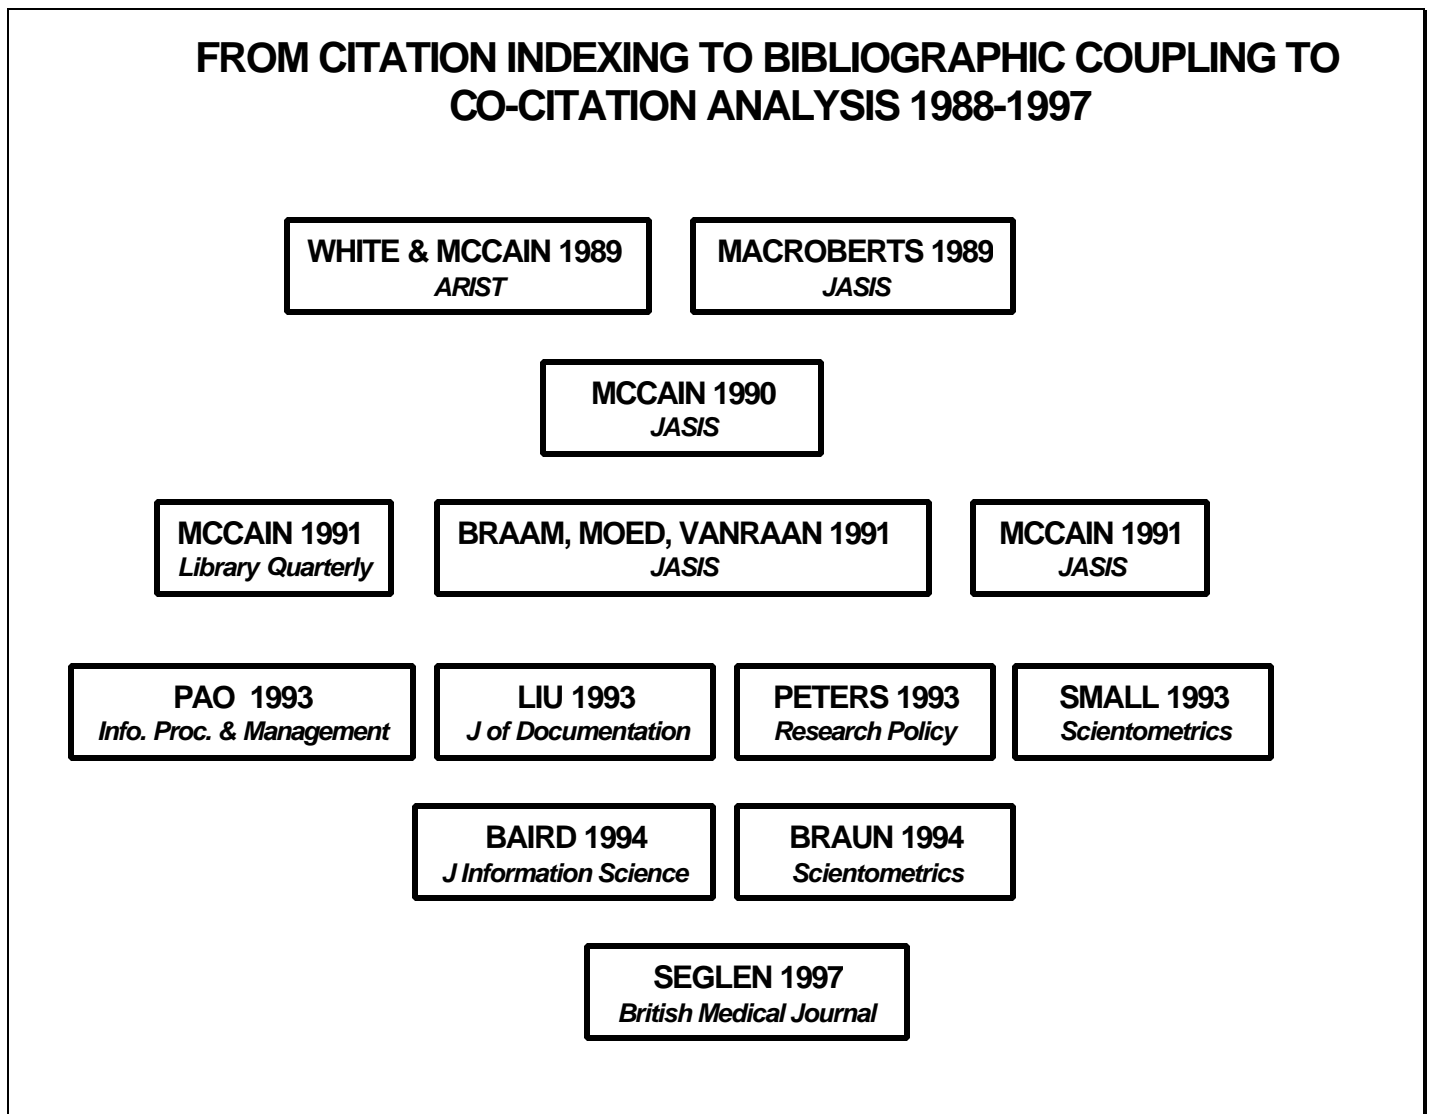 FROM CITATION INDEXING TO BIBLIOGRAPHIC COUPLING TO
CO-CITATION ANALYSIS 1988-1997
WHITE & MCCAIN 1989
ARIST
MACROBERTS 1989
JASIS
MCCAIN 1990
JASIS
MCCAIN 1991
Library Quarterly
BRAAM, MOED, VANRAAN 1991
JASIS
MCCAIN 1991
JASIS
PAO 1993
Info. Proc. & Management
LIU 1993
J of Documentation
PETERS 1993
Research Policy
SMALL 1993
Scientometrics
BAIRD 1994
J Information Science
BRAUN 1994
Scientometrics
SEGLEN 1997
British Medical Journal